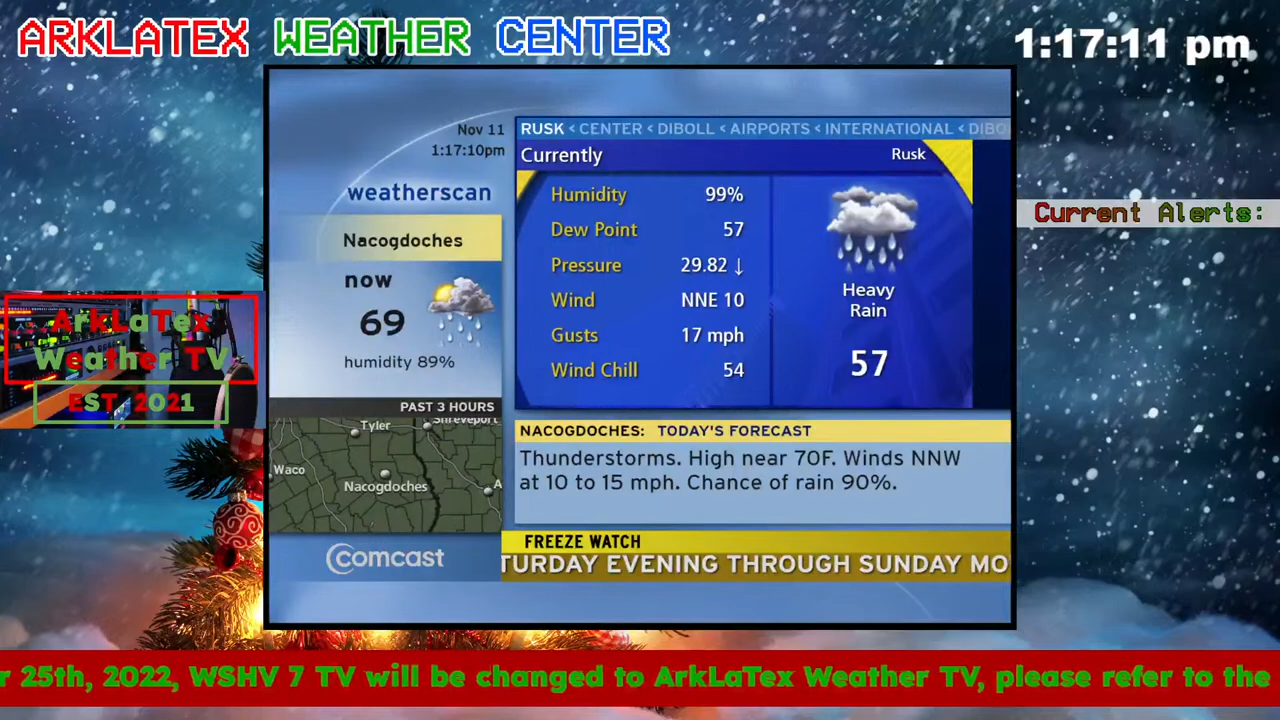 ARKLATEX WEATHER CENTER
1:17:11 pm
Nov 11
1:17:10pm
weatherscan
Nacogdoches
now
69
humidity 89%
PAST 3 HOURS
Tyler
Shreveport
Waco
Nacogdoches
A
comcast
RUSK < CENTER < DIBOLL < AIRPORTS < INTERNATIONAL < DIBO
Currently Rusk
Humidity 99%
Dew Point 57
Pressure 29.82 ↓
Wind NNE 10
Gusts 17 mph
Wind Chill 54
Heavy
Rain
57
NACOGDOCHES: TODAY'S FORECAST
Thunderstorms. High near 70F. Winds NNW
at 10 to 15 mph. Chance of rain 90%.
FREEZE WATCH
TURDAY EVENING THROUGH SUNDAY MO
Current Alerts:
ArkLaTex
Weather TV
EST. 2021
r 25th, 2022, WSHV 7 TV will be changed to ArkLaTex Weather TV, please refer to the